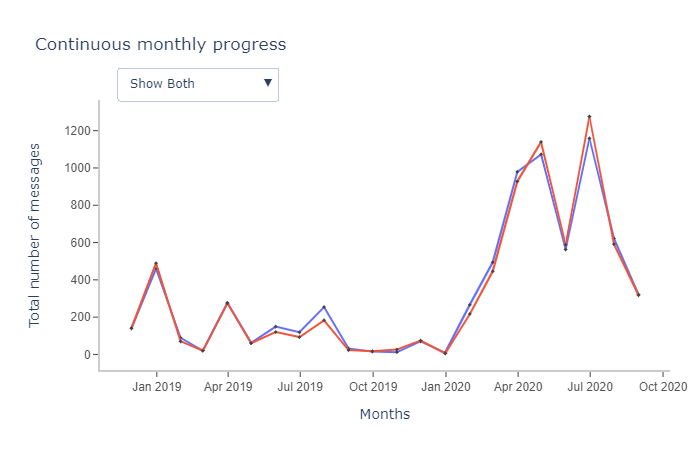 Continuous monthly progress
Show Both ▼
Total number of messages
1200
1000
800
600
400
200
0
Jan 2019 Apr 2019 Jul 2019 Oct 2019 Jan 2020 Apr 2020 Jul 2020 Oct 2020
Months